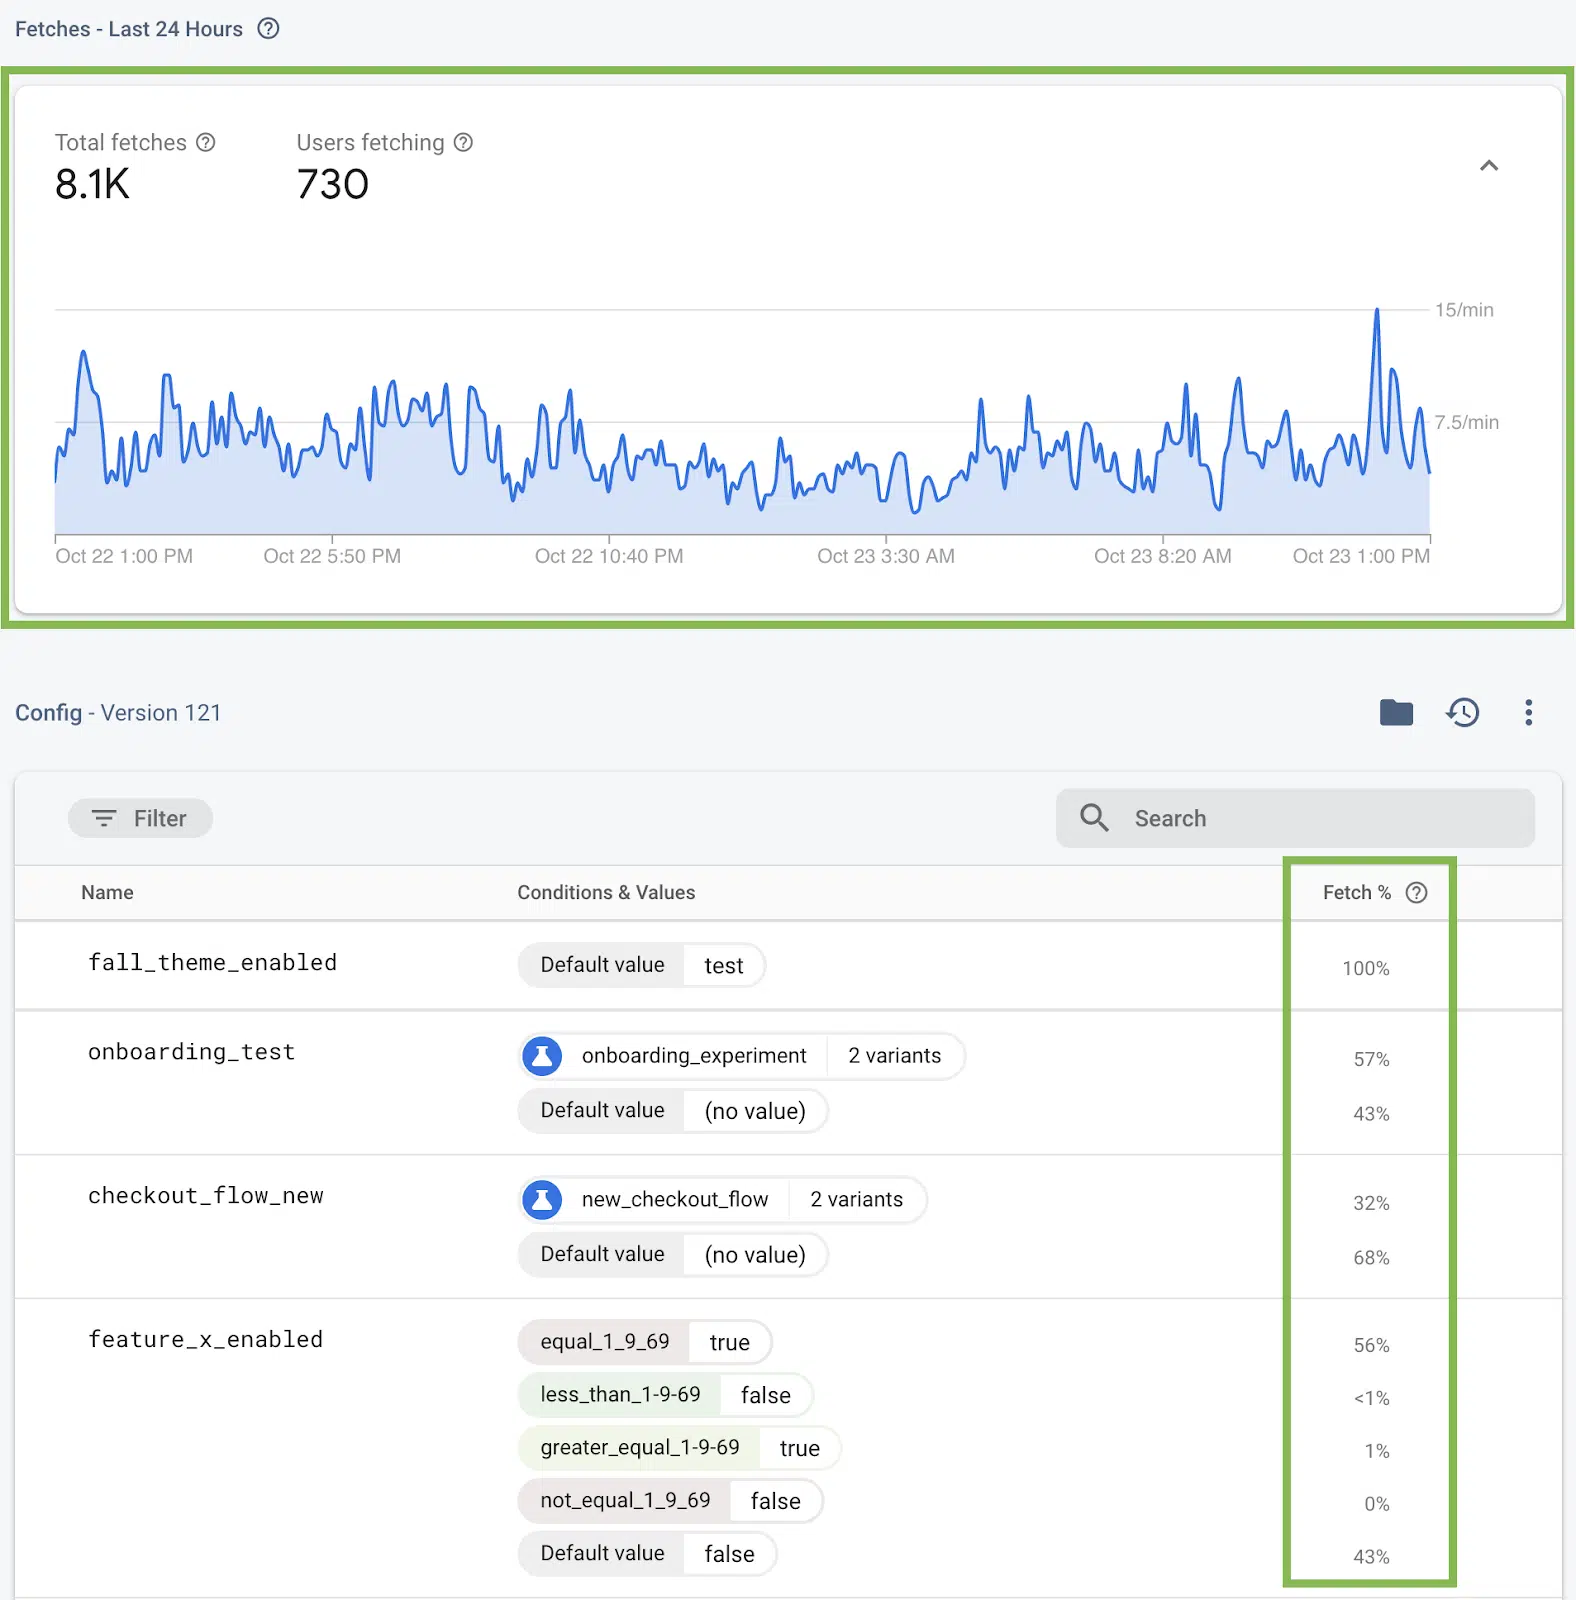 Fetches - Last 24 Hours
Total fetches Users fetching
8.1K 730
15/min
7.5/min
Oct 22 1:00 PM Oct 22 5:50 PM Oct 22 10:40 PM Oct 23 3:30 AM Oct 23 8:20 AM Oct 23 1:00 PM
Config - Version 121
Filter Search
Name Conditions & Values Fetch %
fall_theme_enabled Default value test 100%
onboarding_test onboarding_experiment 2 variants 57%
Default value (no value) 43%
checkout_flow_new new_checkout_flow 2 variants 32%
Default value (no value) 68%
feature_x_enabled equal_1_9_69 true 56%
less_than_1-9-69 false <1%
greater_equal_1-9-69 true 1%
not_equal_1_9_69 false 0%
Default value false 43%